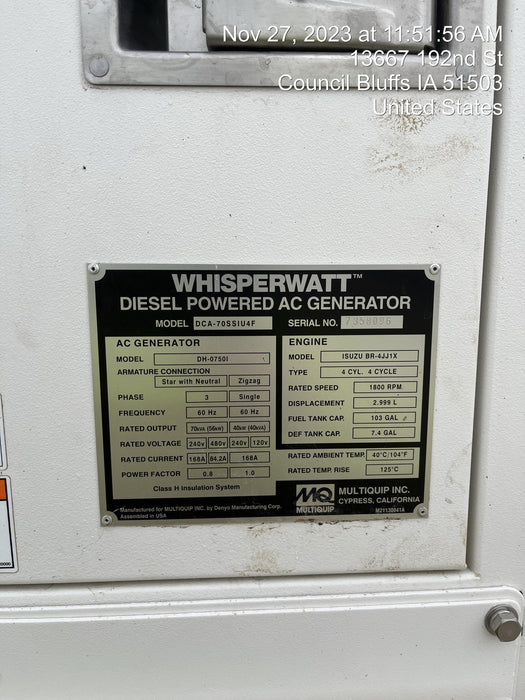 Nov 27, 2023 at 11:51:56 AM
13667 192nd St
Council Bluffs IA 51503
United States
WHISPERWATT™
DIESEL POWERED AC GENERATOR
MODEL DCA-70SSIU4F SERIAL NO. 7358096
AC GENERATOR
MODEL DH-0750I
ARMATURE CONNECTION
Star with Neutral Zigzag
PHASE 3 Single
FREQUENCY 60 Hz 60 Hz
RATED OUTPUT 70kVA (56kW) 40kW (40kVA)
RATED VOLTAGE 240v 480v 240v 120v
RATED CURRENT 168A 84.2A 168A
POWER FACTOR 0.8 1.0
Class H Insulation System
Manufactured for MULTIQUIP INC. by Denyo Manufacturing Corp.
Assembled in USA
ENGINE
MODEL ISUZU BR-4JJ1X
TYPE 4 CYL. 4 CYCLE
RATED SPEED 1800 RPM
DISPLACEMENT 2.999 L
FUEL TANK CAP. 103 GAL
DEF TANK CAP. 7.4 GAL
RATED AMBIENT TEMP. 40°C/104°F
RATED TEMP. RISE 125°C
MQ
MULTIQUIP
MULTIQUIP INC.
CYPRESS, CALIFORNIA
M21130041A